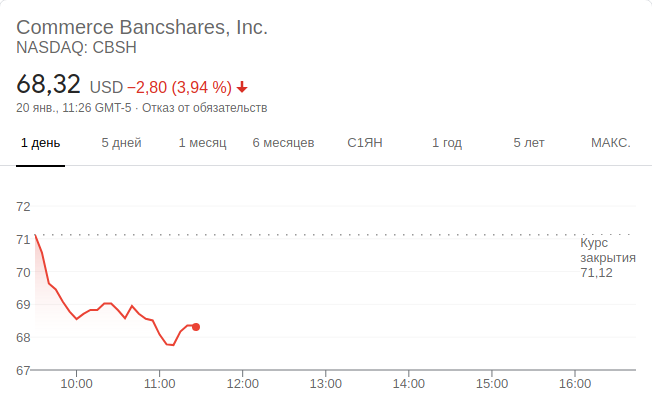 Commerce Bancshares, Inc.
NASDAQ: CBSH
68,32 USD −2,80 (3,94 %)
20 янв., 11:26 GMT-5 · Отказ от обязательств
1 день 5 дней 1 месяц 6 месяцев С1ЯН 1 год 5 лет МАКС.
72
71
70
69
68
67
Курс
закрытия
71,12
10:00 11:00 12:00 13:00 14:00 15:00 16:00